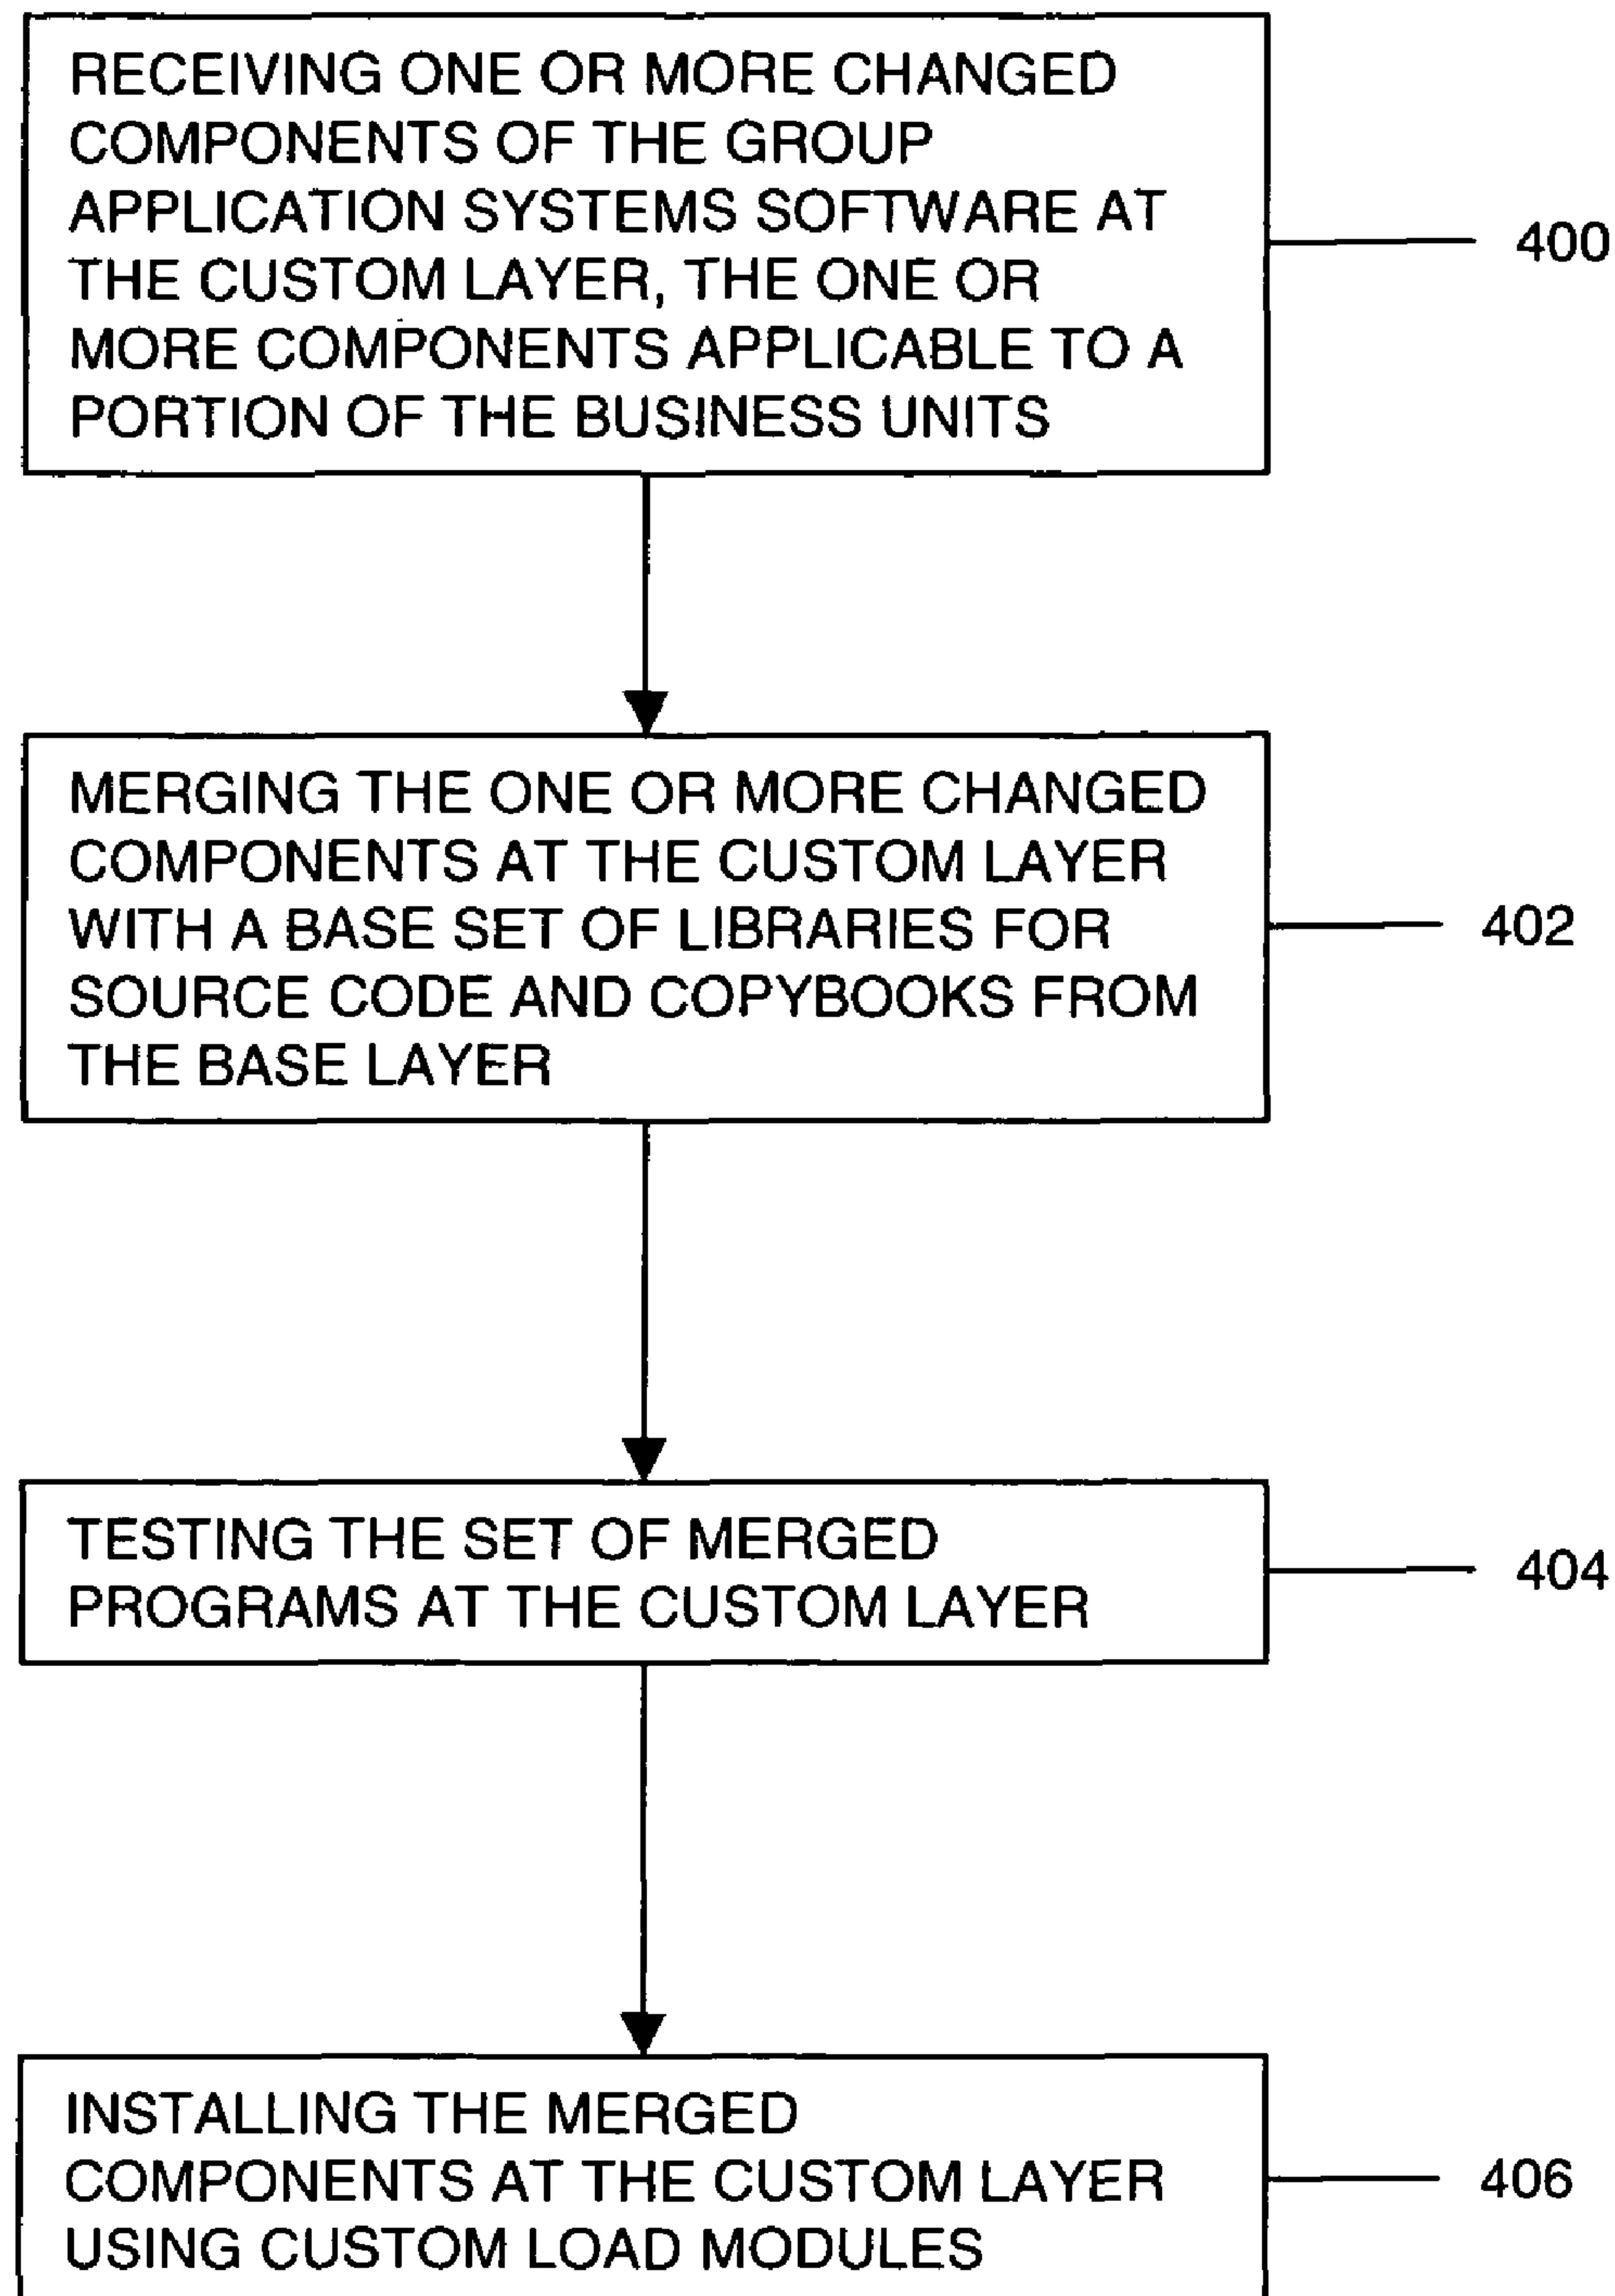 RECEIVING ONE OR MORE CHANGED
COMPONENTS OF THE GROUP
APPLICATION SYSTEMS SOFTWARE AT
THE CUSTOM LAYER, THE ONE OR
MORE COMPONENTS APPLICABLE TO A
PORTION OF THE BUSINESS UNITS
400
MERGING THE ONE OR MORE CHANGED
COMPONENTS AT THE CUSTOM LAYER
WITH A BASE SET OF LIBRARIES FOR
SOURCE CODE AND COPYBOOKS FROM
THE BASE LAYER
402
TESTING THE SET OF MERGED
PROGRAMS AT THE CUSTOM LAYER
404
INSTALLING THE MERGED
COMPONENTS AT THE CUSTOM LAYER
USING CUSTOM LOAD MODULES
406